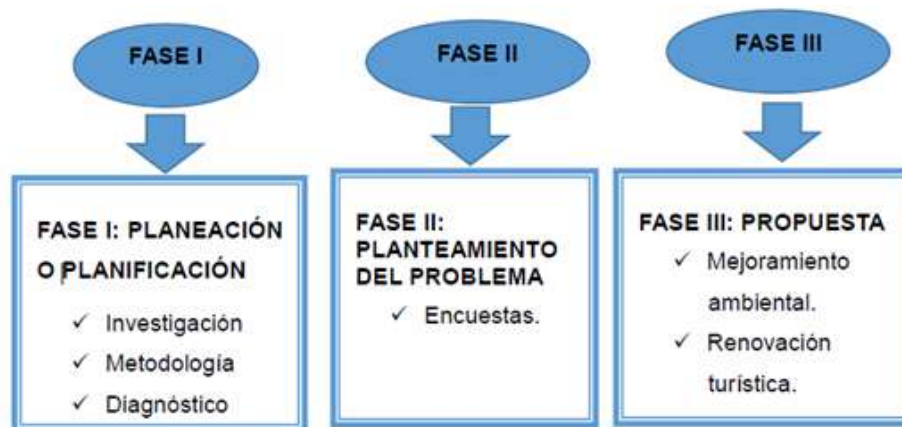 FASE I
FASE II
FASE III
FASE I: PLANEACIÓN
O PLANIFICACIÓN
✓ Investigación
✓ Metodología
✓ Diagnóstico
FASE II:
PLANTEAMIENTO
DEL PROBLEMA
✓ Encuestas.
FASE III: PROPUESTA
✓ Mejoramiento
ambiental.
✓ Renovación
turística.